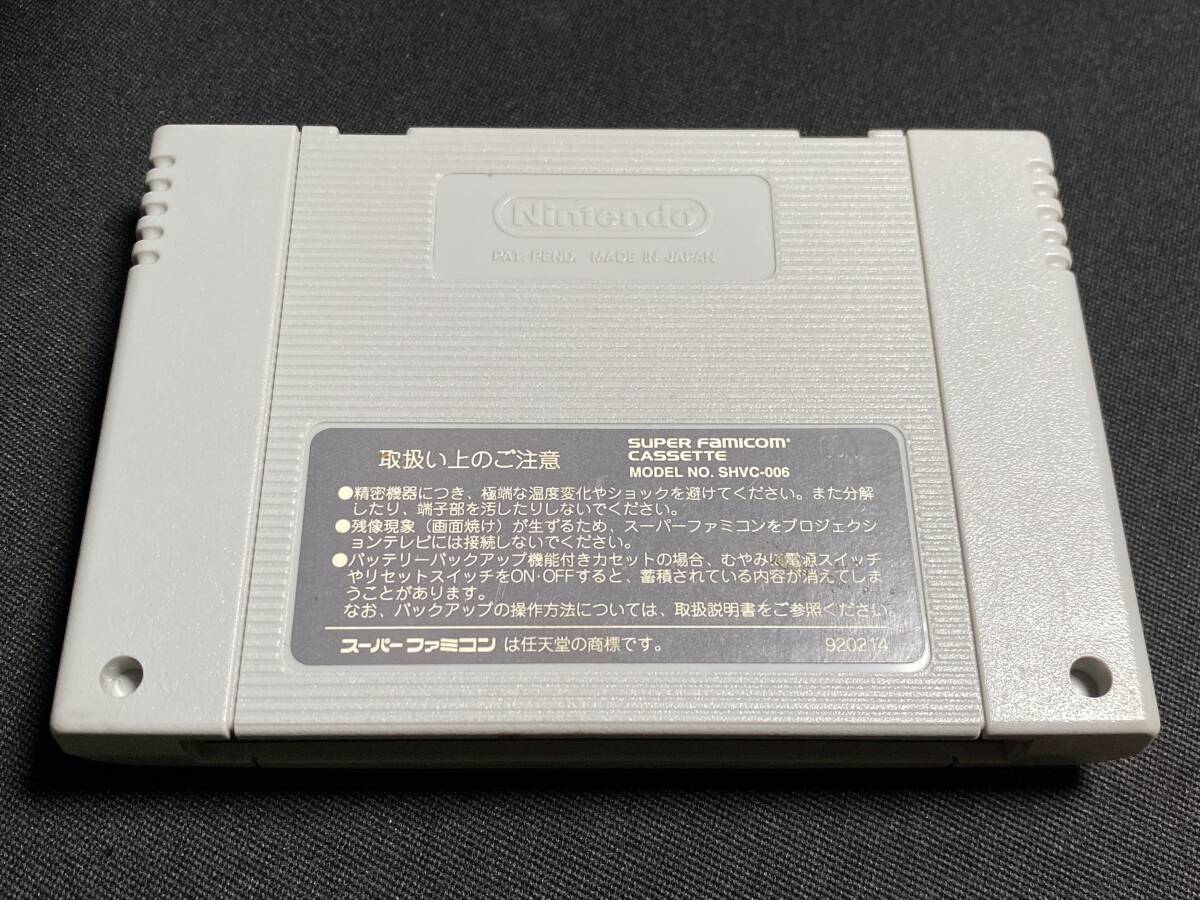 Nintendo
PAT. PEND. MADE IN JAPAN
取扱い上のご注意
SUPER FAMICOM
CASSETTE
MODEL NO. SHVC-006
●精密機器につき、極端な温度変化やショックを避けてください。また分解
したり、端子部を汚したりしないでください。
●残像現象（画面焼け）が生ずるため、スーパーファミコンをプロジェクシ
ョンテレビには接続しないでください。
●バッテリーバックアップ機能付きカセットの場合、むやみに電源スイッチ
やリセットスイッチをON・OFFすると、蓄積されている内容が消えてしま
うことがあります。
なお、バックアップの操作方法については、取扱説明書をご参照ください。
スーパーファミコン は任天堂の商標です。
920214